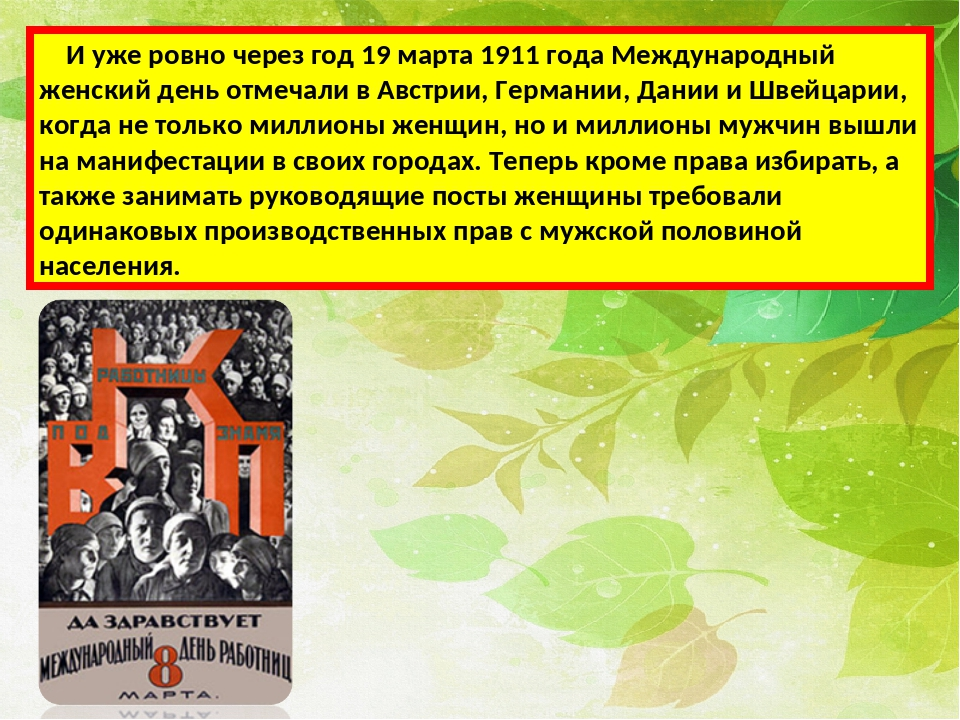 И уже ровно через год 19 марта 1911 года Международный
женский день отмечали в Австрии, Германии, Дании и Швейцарии,
когда не только миллионы женщин, но и миллионы мужчин вышли
на манифестации в своих городах. Теперь кроме права избирать, а
также занимать руководящие посты женщины требовали
одинаковых производственных прав с мужской половиной
населения.
К
РАБОТНИЦЫ
ПОД ЗНАМЯ
В П
ДА ЗДРАВСТВУЕТ
МЕЖДУНАРОДНЫЙ 8 ДЕНЬ РАБОТНИЦ
МАРТА.